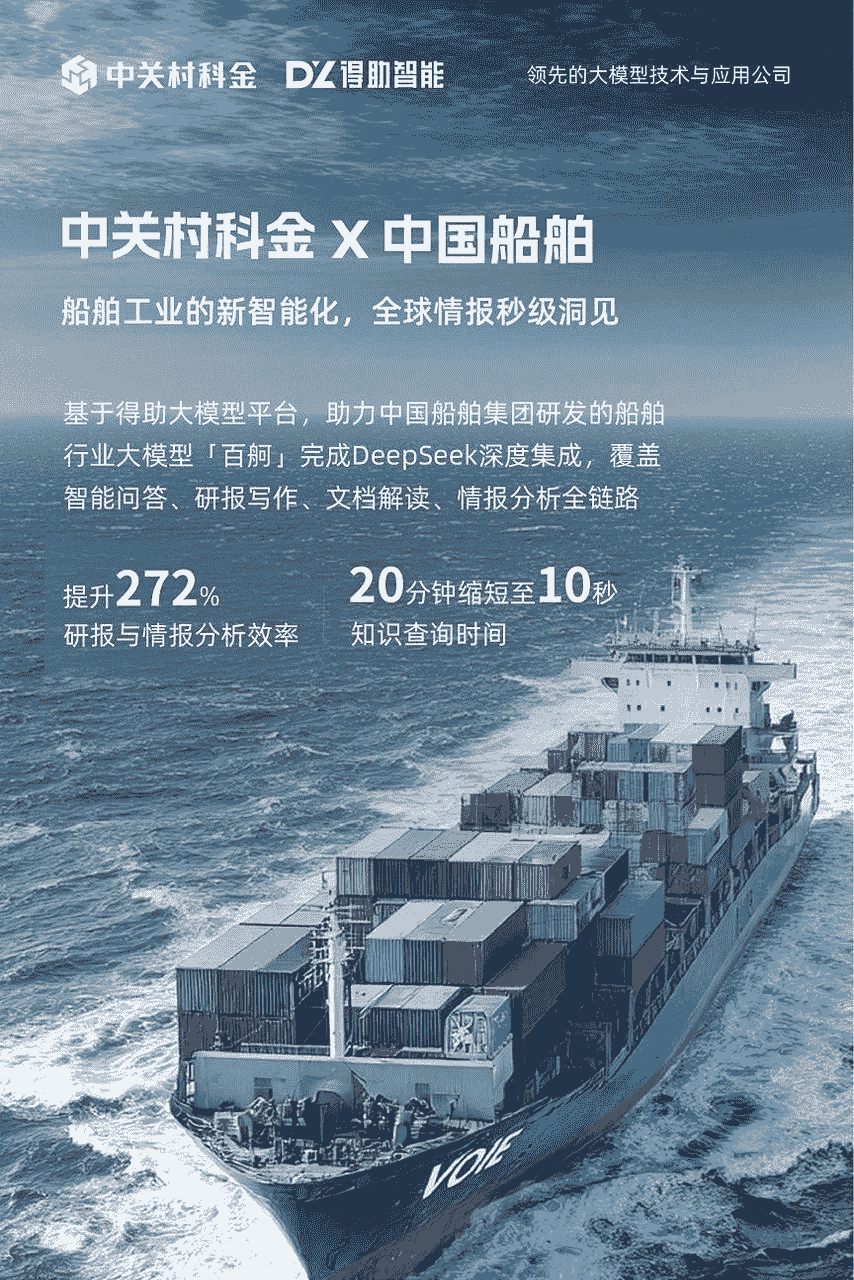 中关村科金 DZ得助智能 领先的大模型技术与应用公司
中关村科金 X 中国船舶
船舶工业的新智能化，全球情报秒级洞见
基于得助大模型平台，助力中国船舶集团研发的船舶
行业大模型「百舸」完成DeepSeek深度集成，覆盖
智能问答、研报写作、文档解读、情报分析全链路
提升272% 20分钟缩短至10秒
研报与情报分析效率 知识查询时间
VOIE